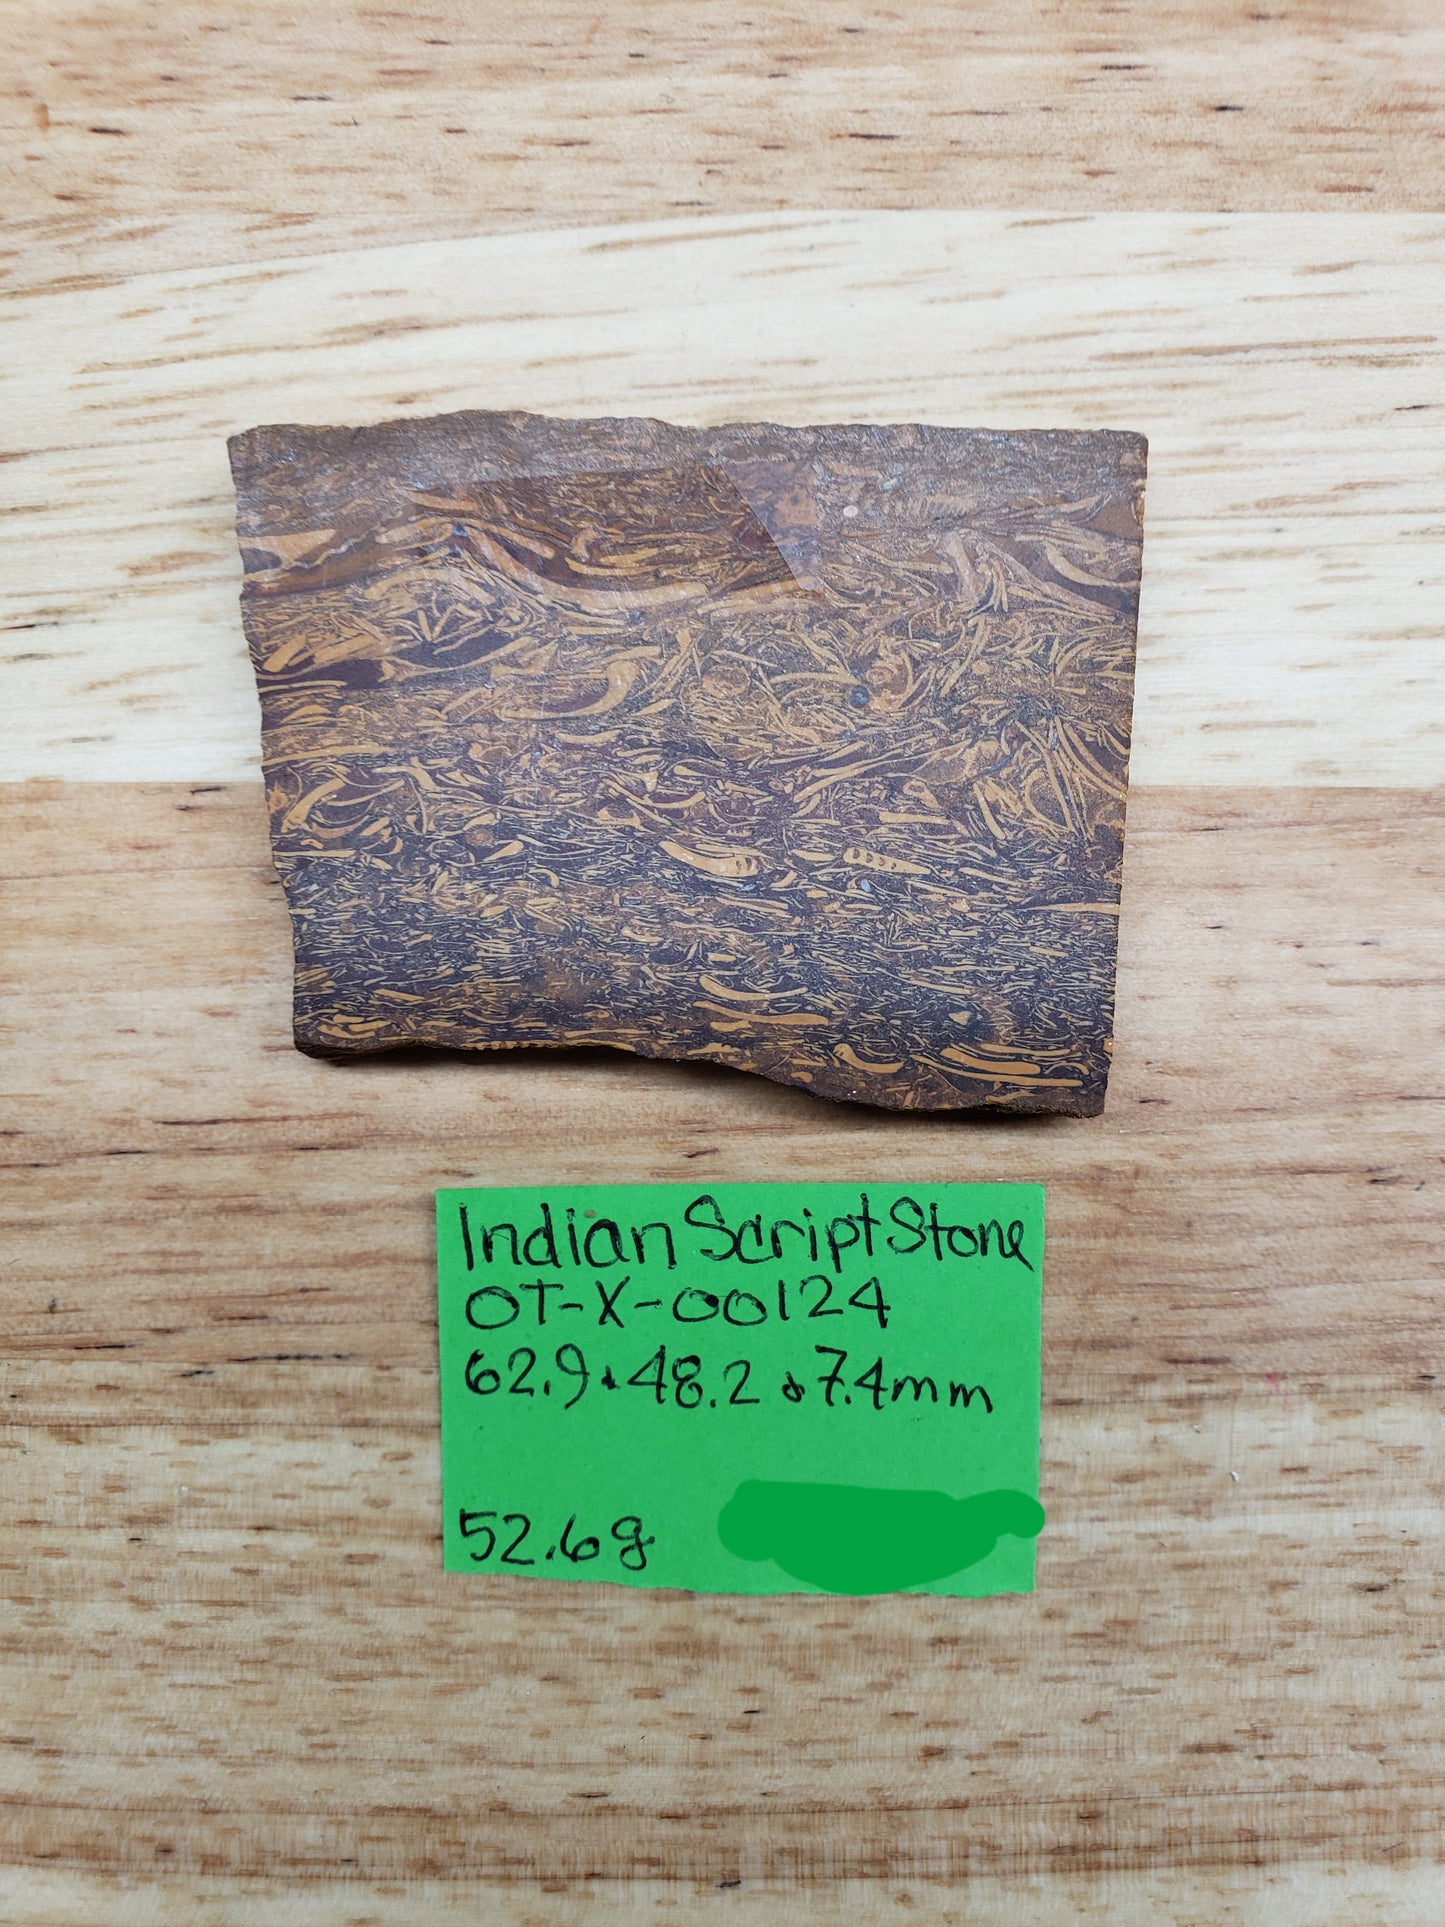 Indian Script Stone
OT-X-00124
62.9 x 48.2 x 7.4mm
52.6g